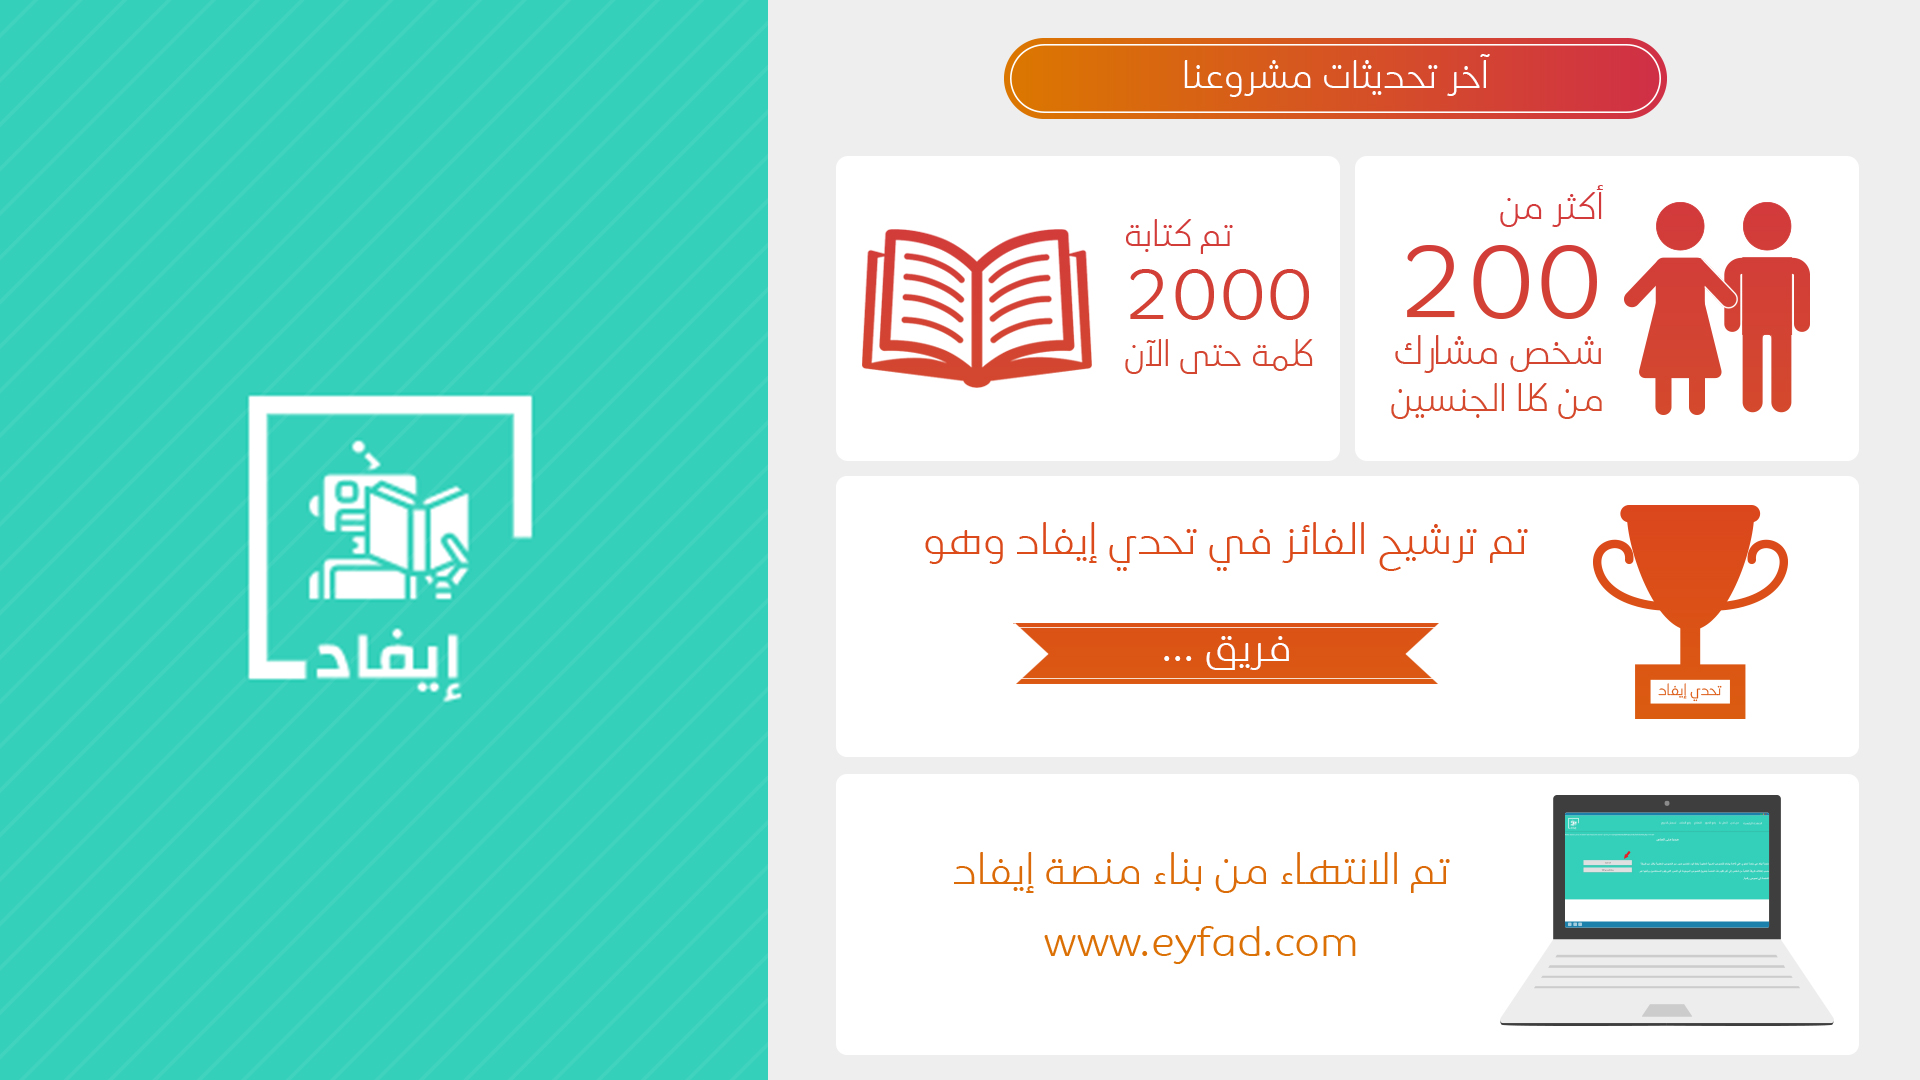 آخر تحديثات مشروعنا
أكثر من
200
شخص مشارك
من كلا الجنسين
تم كتابة
2000
كلمة حتى الآن
تم ترشيح الفائز في تحدي إيفاد وهو
فريق ...
تحدي إيفاد
تم الانتهاء من بناء منصة إيفاد
www.eyfad.com
إيفاد